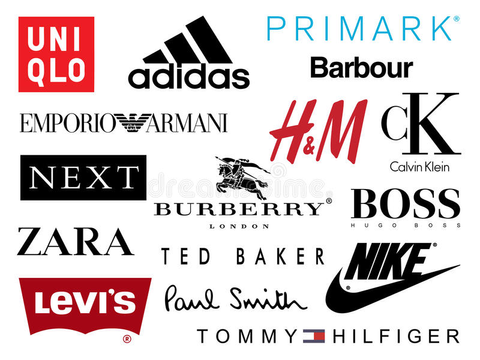 UNI
QLO
adidas
PRIMARK®
Barbour
EMPORIO ARMANI
H&M
CK
Calvin Klein
NEXT
BURBERRY®
LONDON
BOSS
HUGO BOSS
ZARA
TED BAKER
NIKE®
LEVI'S
®
Paul Smith
TOMMY HILFIGER